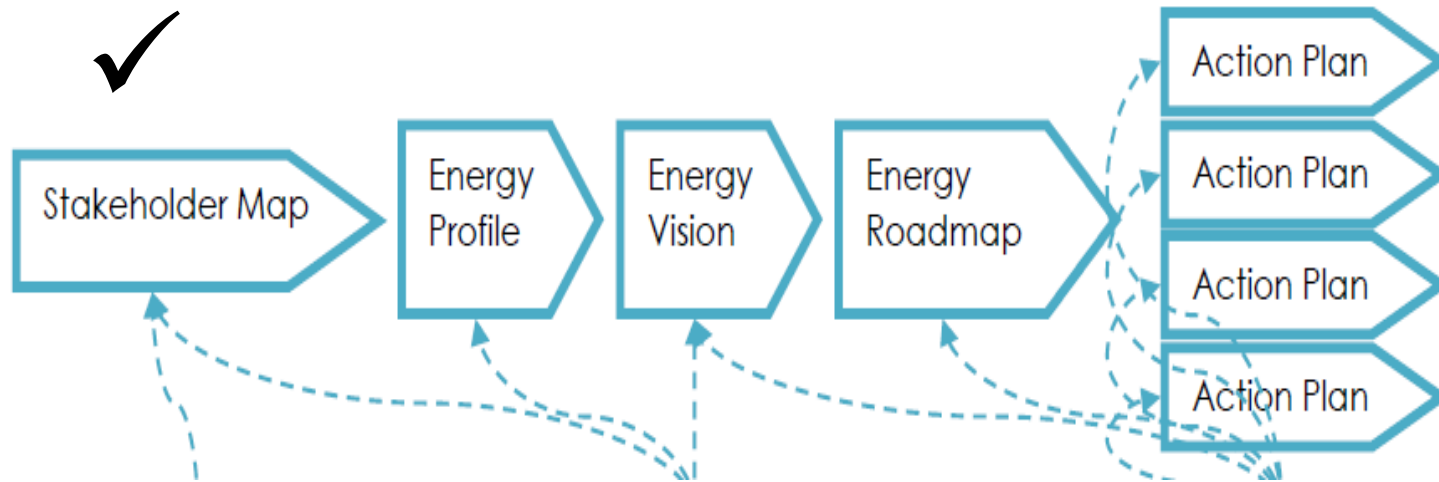 Stakeholder Map
Energy
Profile
Energy
Vision
Energy
Roadmap
Action Plan
Action Plan
Action Plan
Action Plan